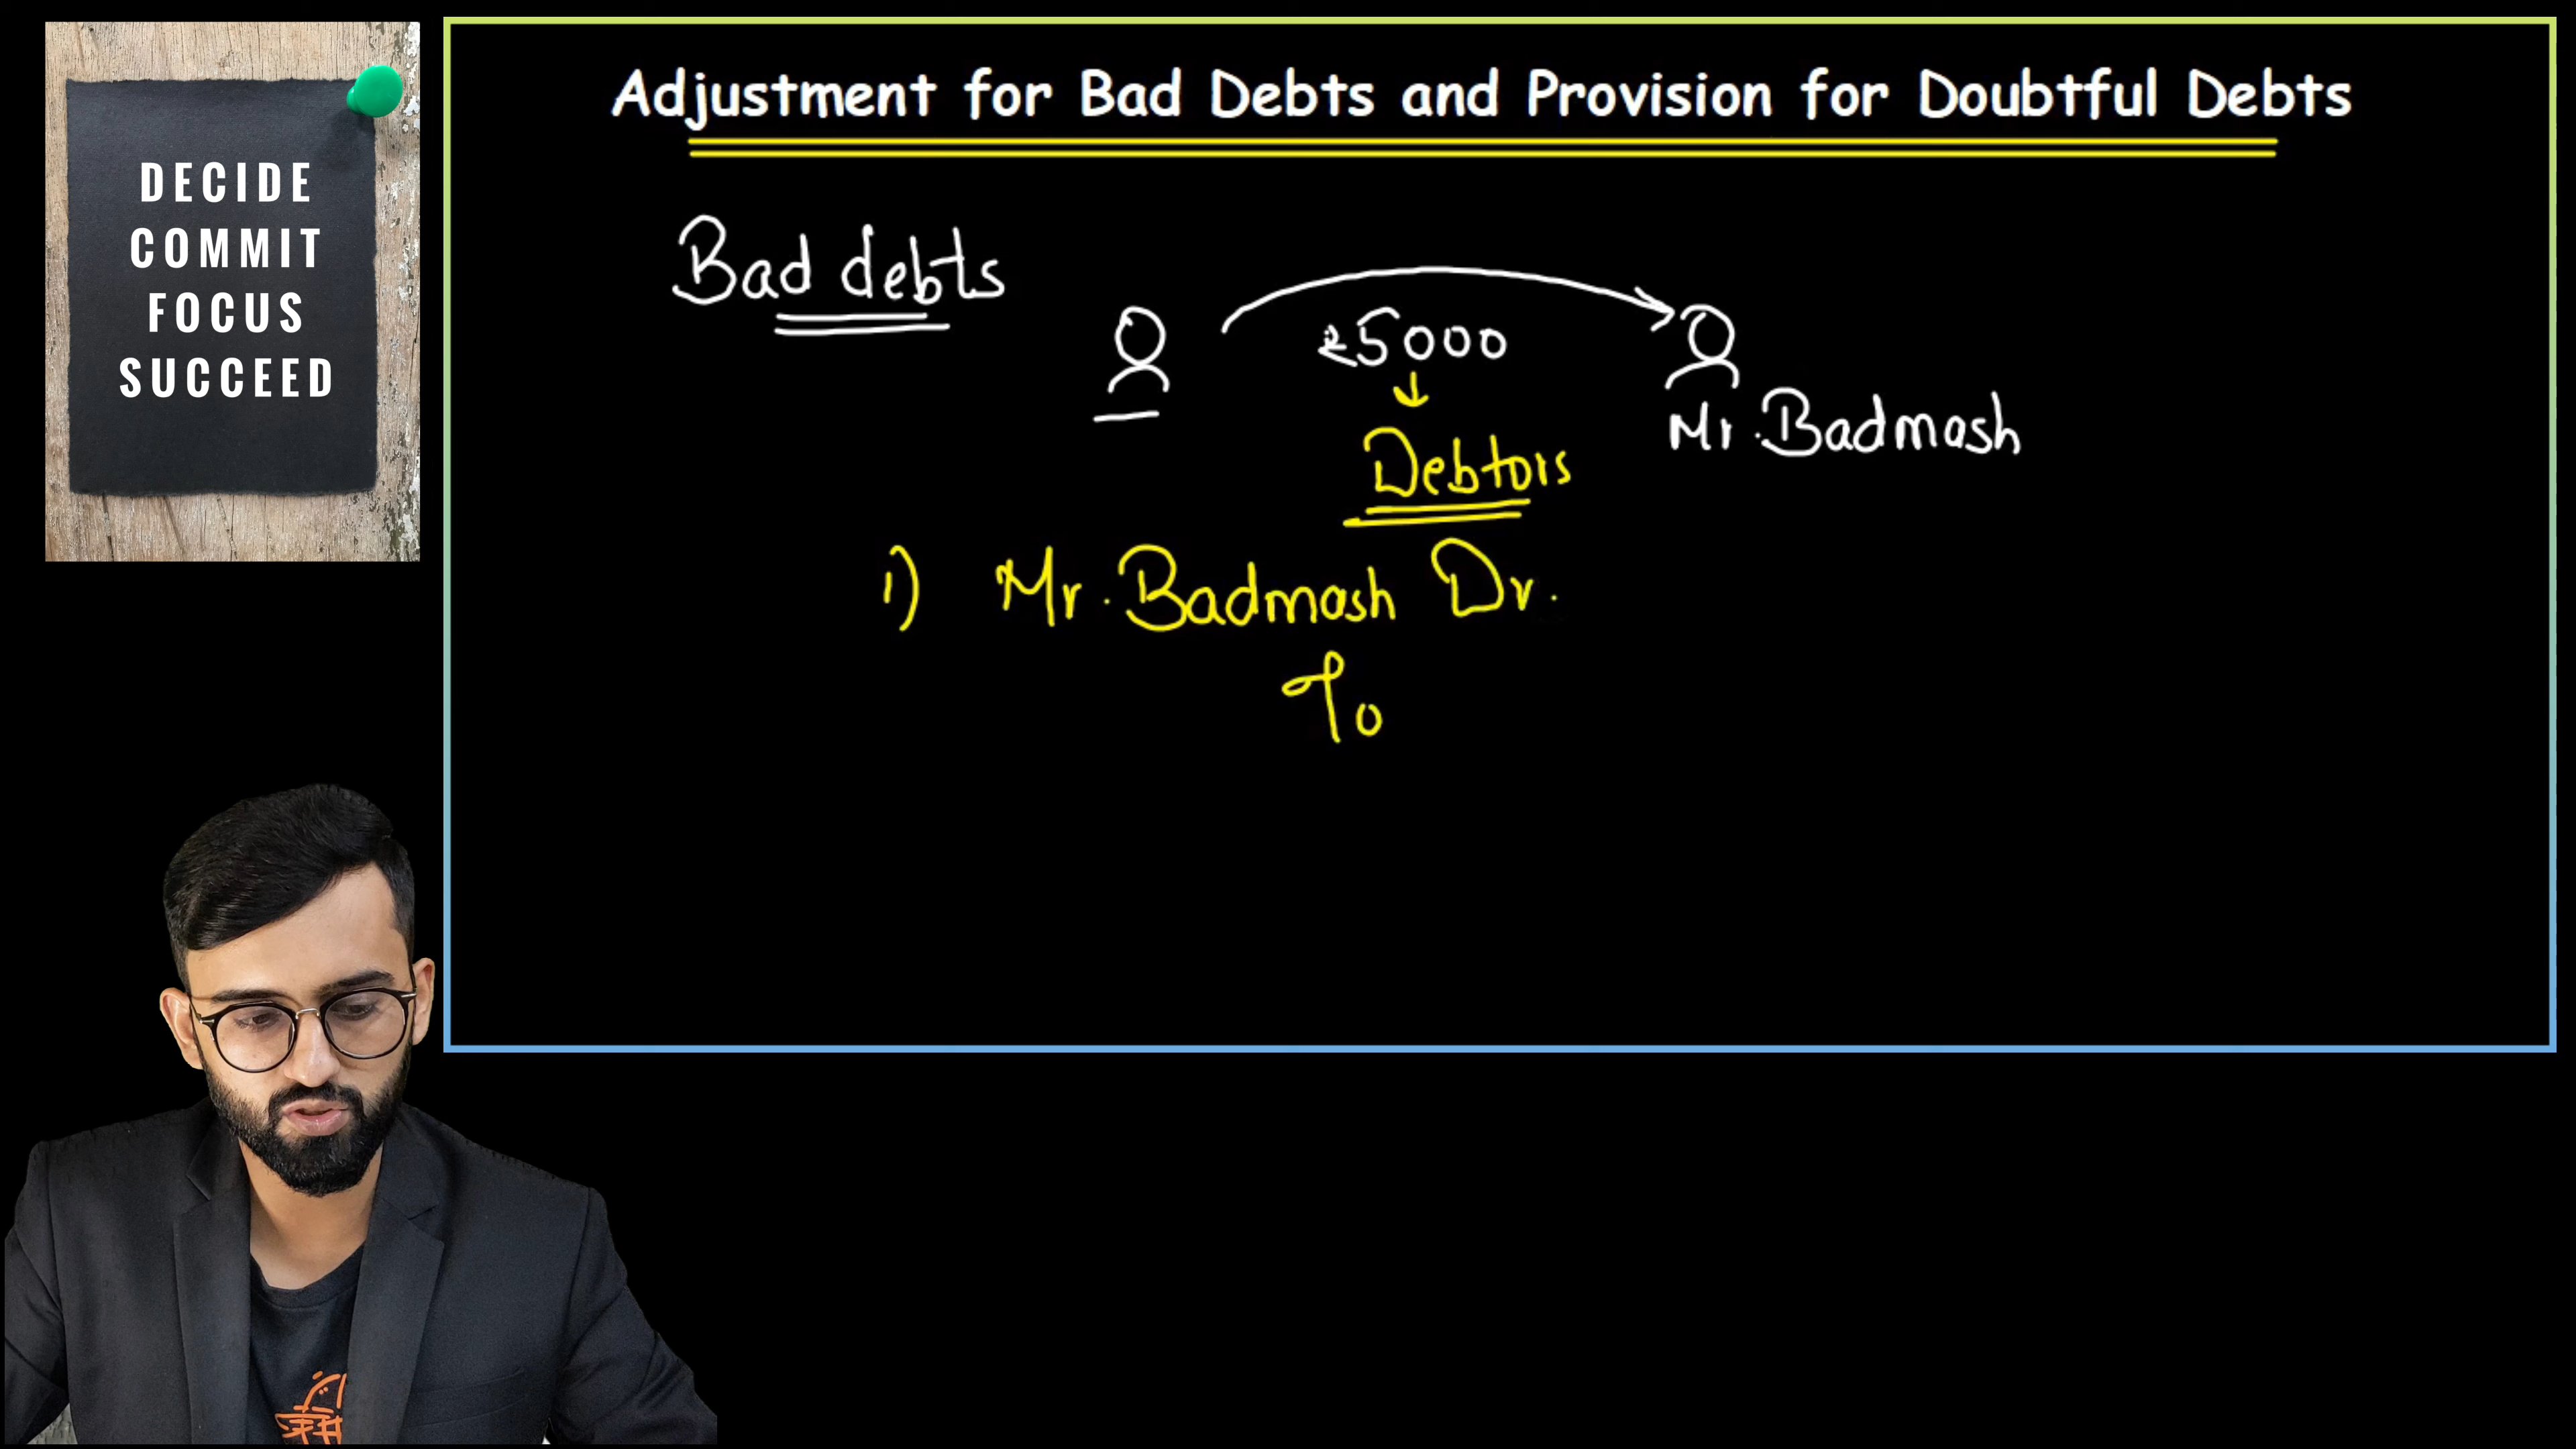 DECIDE
COMMIT
FOCUS
SUCCEED
Adjustment for Bad Debts and Provision for Doubtful Debts
Bad debts
₹5000
Mr. Badmash
Debtors
1) Mr. Badmash Dr.
To